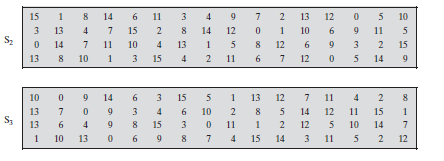 15 1 8 14 6 11 3 4 9 7 2 13 12 0 5 10
3 13 4 7 15 2 8 14 12 0 1 10 6 9 11 5
S₂
0 14 7 11 10 4 13 1 5 8 12 6 9 3 2 15
13 8 10 1 3 15 4 2 11 6 7 12 0 5 14 9
10 0 9 14 6 3 15 5 1 13 12 7 11 4 2 8
13 7 0 9 3 4 6 10 2 8 5 14 12 11 15 1
S₃
13 6 4 9 8 15 3 0 11 1 2 12 5 10 14 7
1 10 13 0 6 9 8 7 4 15 14 3 11 5 2 12